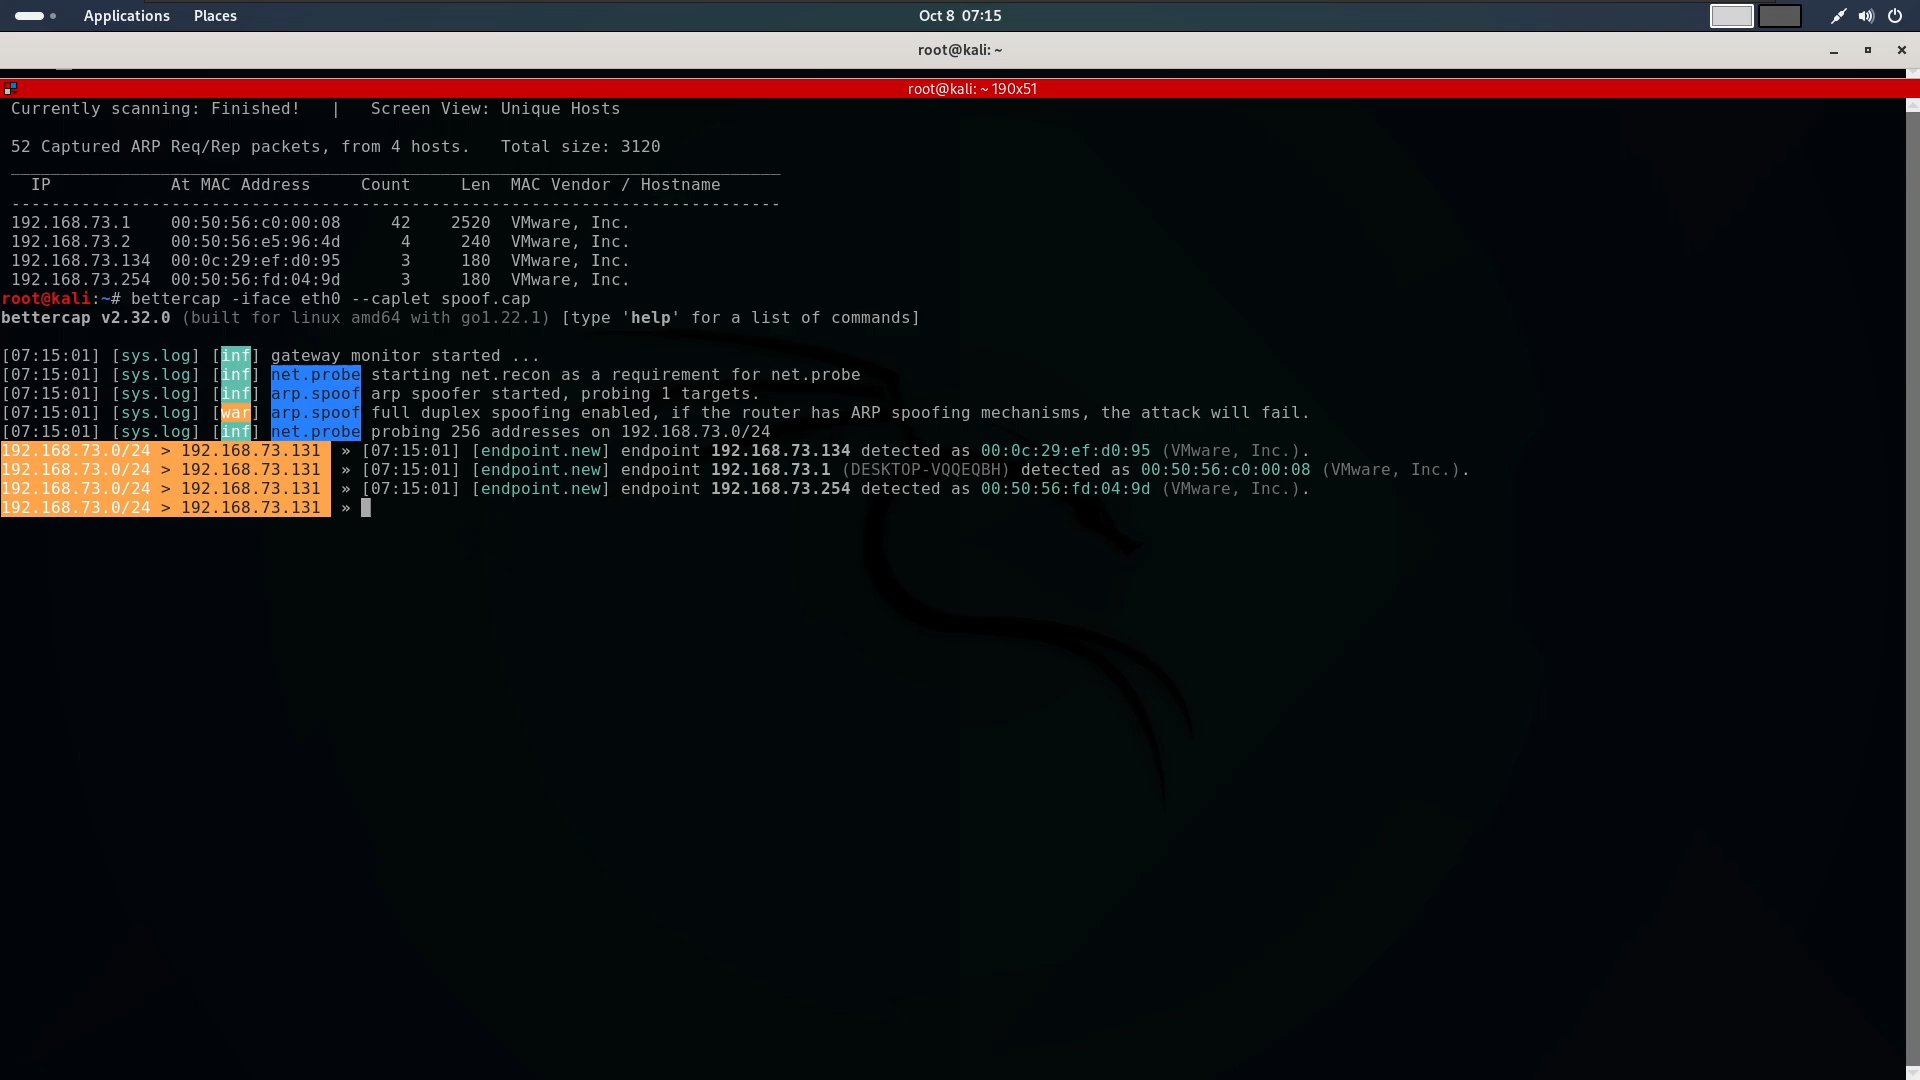 Applications Places Oct 8 07:15
root@kali: ~
root@kali: ~ 190x51
Currently scanning: Finished! | Screen View: Unique Hosts
52 Captured ARP Req/Rep packets, from 4 hosts. Total size: 3120
_____________________________________________________________________________
IP At MAC Address Count Len MAC Vendor / Hostname
-----------------------------------------------------------------------------
192.168.73.1 00:50:56:c0:00:08 42 2520 VMware, Inc.
192.168.73.2 00:50:56:e5:96:4d 4 240 VMware, Inc.
192.168.73.134 00:0c:29:ef:d0:95 3 180 VMware, Inc.
192.168.73.254 00:50:56:fd:04:9d 3 180 VMware, Inc.
root@kali:~# bettercap -iface eth0 --caplet spoof.cap
bettercap v2.32.0 (built for linux amd64 with go1.22.1) [type 'help' for a list of commands]
[07:15:01] [sys.log] [inf] gateway monitor started ...
[07:15:01] [sys.log] [inf] net.probe starting net.recon as a requirement for net.probe
[07:15:01] [sys.log] [inf] arp.spoof arp spoofer started, probing 1 targets.
[07:15:01] [sys.log] [war] arp.spoof full duplex spoofing enabled, if the router has ARP spoofing mechanisms, the attack will fail.
[07:15:01] [sys.log] [inf] net.probe probing 256 addresses on 192.168.73.0/24
192.168.73.0/24 > 192.168.73.131 » [07:15:01] [endpoint.new] endpoint 192.168.73.134 detected as 00:0c:29:ef:d0:95 (VMware, Inc.).
192.168.73.0/24 > 192.168.73.131 » [07:15:01] [endpoint.new] endpoint 192.168.73.1 (DESKTOP-VQQEQBH) detected as 00:50:56:c0:00:08 (VMware, Inc.).
192.168.73.0/24 > 192.168.73.131 » [07:15:01] [endpoint.new] endpoint 192.168.73.254 detected as 00:50:56:fd:04:9d (VMware, Inc.).
192.168.73.0/24 > 192.168.73.131 »